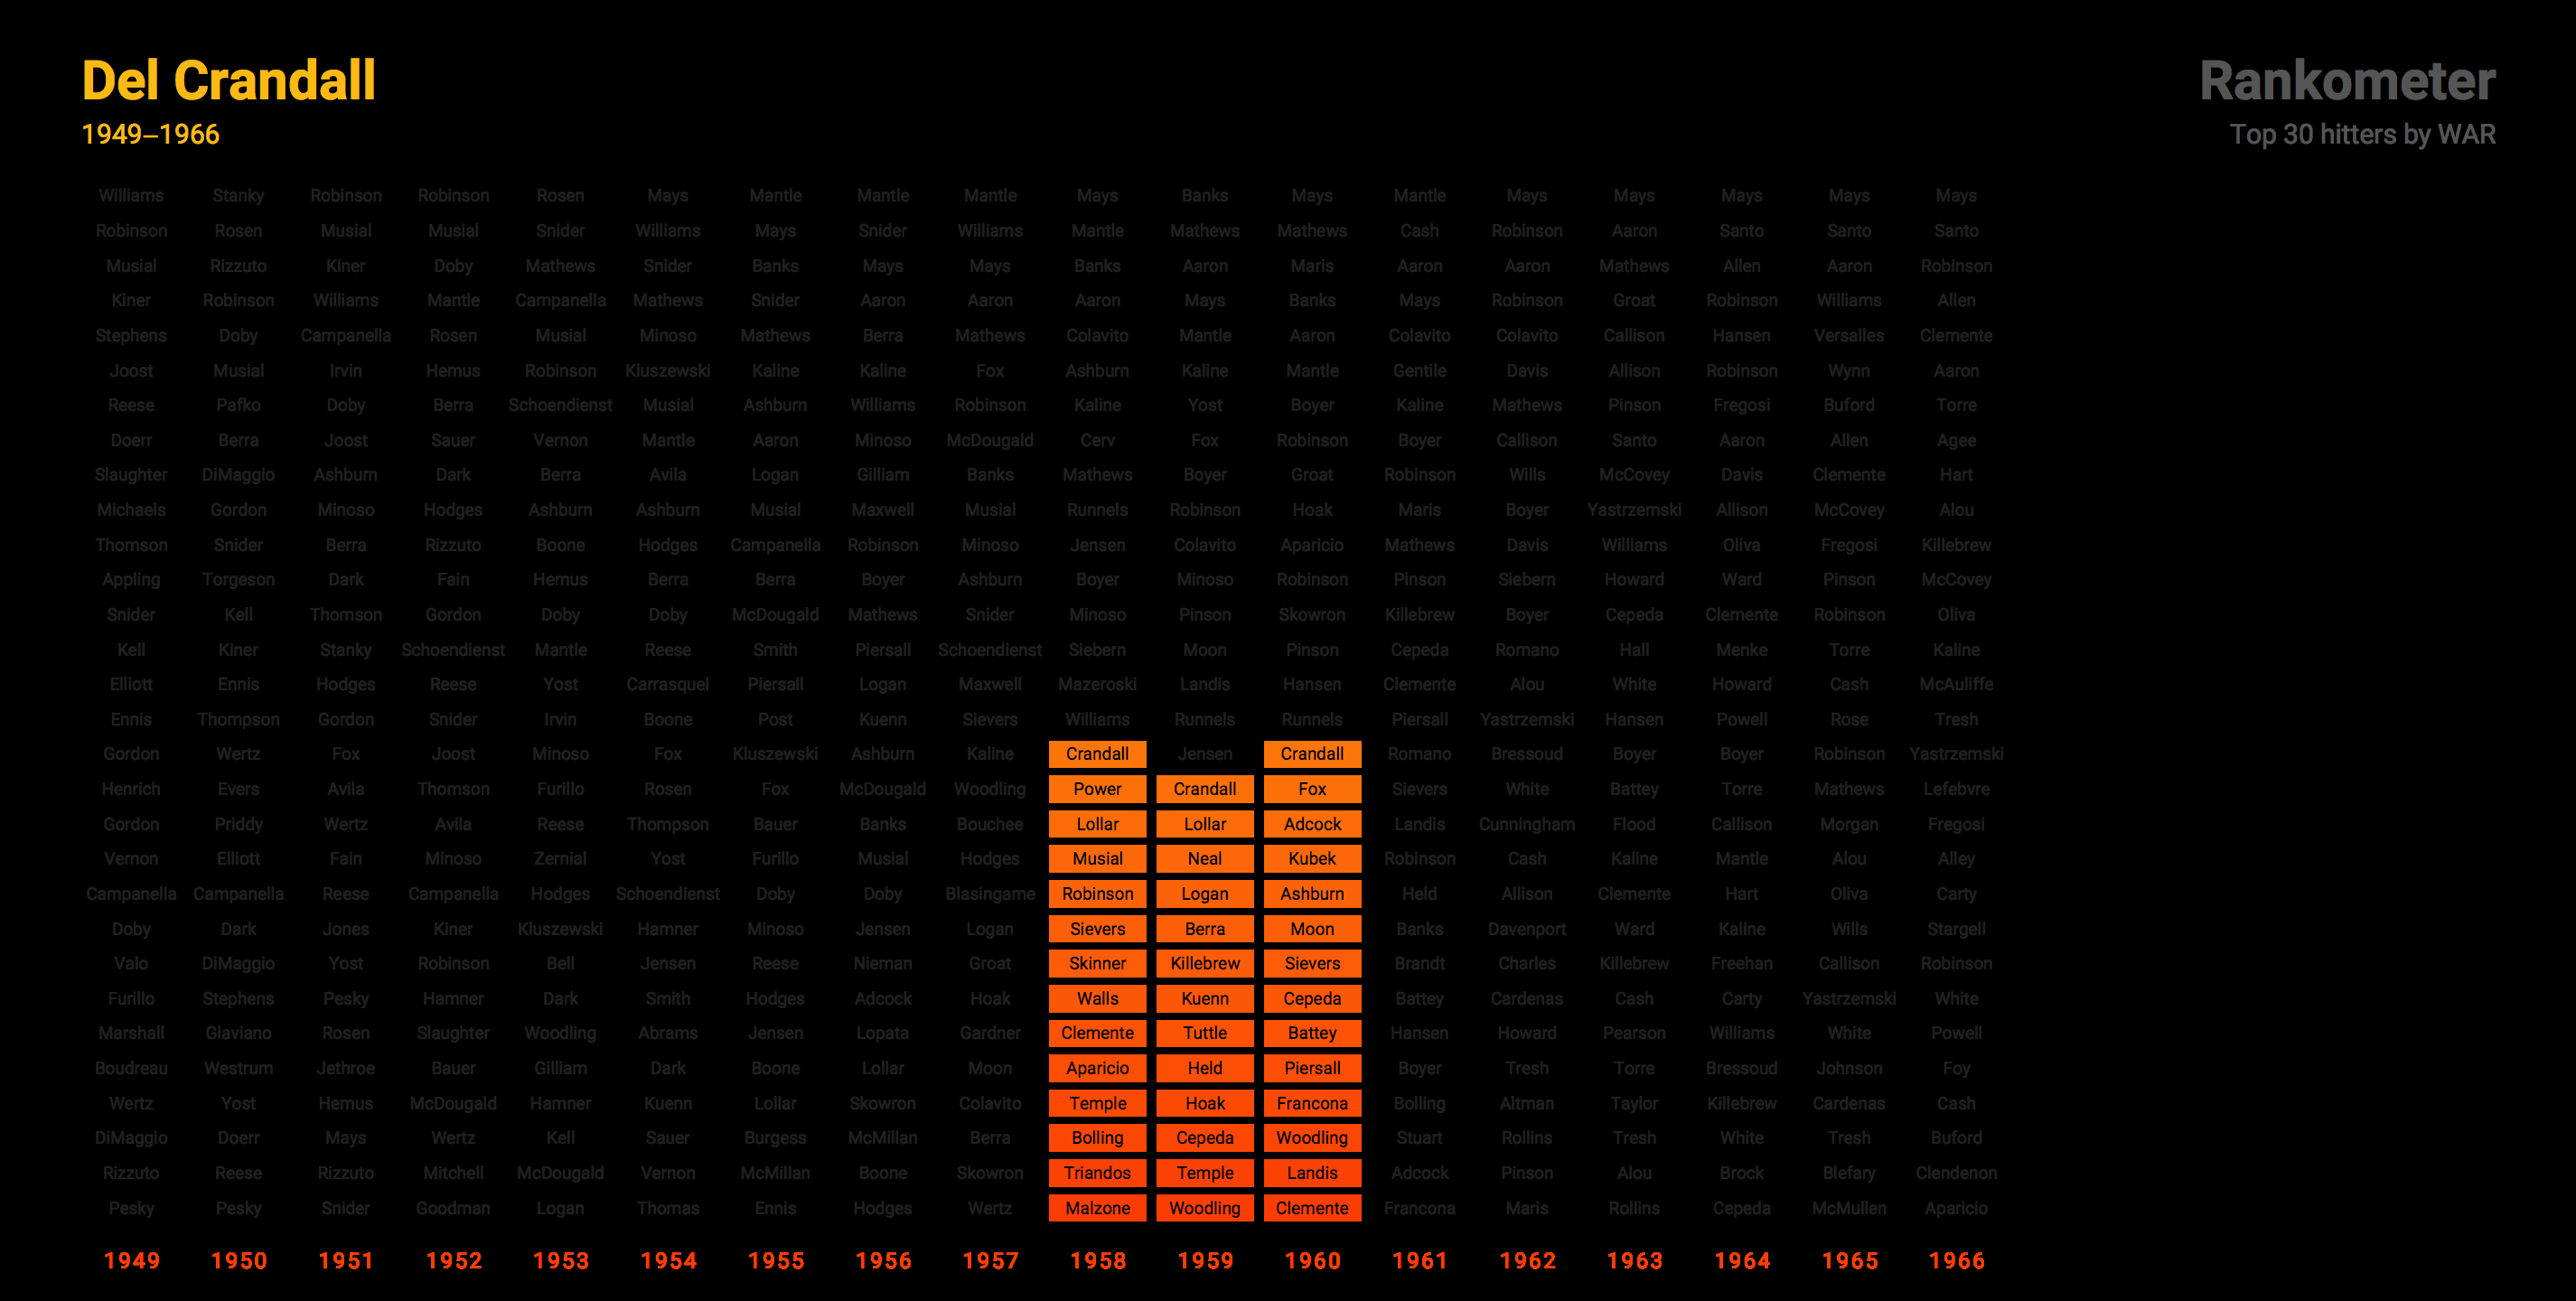 Del Crandall
Rankometer
1949–1966
Top 30 hitters by WAR
Williams Stanky Robinson Robinson Rosen Mays Mantle Mantle Mantle Mays Banks Mays Mantle Mays Mays Mays Mays Mays
Robinson Rosen Musial Musial Snider Williams Mays Snider Williams Mantle Mathews Mathews Cash Robinson Aaron Santo Santo Santo
Musial Rizzuto Kiner Doby Mathews Snider Banks Mays Mays Banks Aaron Maris Aaron Aaron Mathews Allen Aaron Robinson
Kiner Robinson Williams Mantle Campanella Mathews Snider Aaron Aaron Aaron Mays Banks Mays Robinson Groat Robinson Williams Allen
Stephens Doby Campanella Rosen Musial Minoso Mathews Berra Mathews Colavito Mantle Aaron Colavito Colavito Callison Hansen Versalles Clemente
Joost Musial Irvin Hemus Robinson Kluszewski Kaline Kaline Fox Ashburn Kaline Mantle Gentile Davis Allison Robinson Wynn Aaron
Reese Pafko Doby Berra Schoendienst Musial Ashburn Williams Robinson Kaline Yost Boyer Kaline Mathews Pinson Fregosi Buford Torre
Doerr Berra Joost Sauer Vernon Mantle Aaron Minoso McDougald Cerv Fox Robinson Boyer Callison Santo Aaron Allen Agee
Slaughter DiMaggio Ashburn Dark Berra Avila Logan Gilliam Banks Mathews Boyer Groat Robinson Wills McCovey Davis Clemente Hart
Michaels Gordon Minoso Hodges Ashburn Ashburn Musial Maxwell Musial Runnels Robinson Hoak Maris Boyer Yastrzemski Allison McCovey Alou
Thomson Snider Berra Rizzuto Boone Hodges Campanella Robinson Minoso Jensen Colavito Aparicio Mathews Davis Williams Oliva Fregosi Killebrew
Appling Torgeson Dark Fain Hemus Berra Berra Boyer Ashburn Boyer Minoso Robinson Pinson Siebern Howard Ward Pinson McCovey
Snider Kell Thomson Gordon Doby Doby McDougald Mathews Snider Minoso Pinson Skowron Killebrew Boyer Cepeda Clemente Robinson Oliva
Kell Kiner Stanky Schoendienst Mantle Reese Smith Piersall Schoendienst Siebern Moon Pinson Cepeda Romano Hall Menke Torre Kaline
Elliott Ennis Hodges Reese Yost Carrasquel Piersall Logan Maxwell Mazeroski Landis Hansen Clemente Alou White Howard Cash McAuliffe
Ennis Thompson Gordon Snider Irvin Boone Post Kuenn Sievers Williams Runnels Runnels Piersall Yastrzemski Hansen Powell Rose Tresh
Gordon Wertz Fox Joost Minoso Fox Kluszewski Ashburn Kaline Crandall Jensen Crandall Romano Bressoud Boyer Boyer Robinson Yastrzemski
Henrich Evers Avila Thomson Furillo Rosen Fox McDougald Woodling Power Crandall Fox Sievers White Battey Torre Mathews Lefebvre
Gordon Priddy Wertz Avila Reese Thompson Bauer Banks Bouchee Lollar Lollar Adcock Landis Cunningham Flood Callison Morgan Fregosi
Vernon Elliott Fain Minoso Zernial Yost Furillo Musial Hodges Musial Neal Kubek Robinson Cash Kaline Mantle Alou Alley
Campanella Campanella Reese Campanella Hodges Schoendienst Doby Doby Blasingame Robinson Logan Ashburn Held Allison Clemente Hart Oliva Carty
Doby Dark Jones Kiner Kluszewski Hamner Minoso Jensen Logan Sievers Berra Moon Banks Davenport Ward Kaline Wills Stargell
Valo DiMaggio Yost Robinson Bell Jensen Reese Nieman Groat Skinner Killebrew Sievers Brandt Charles Killebrew Freehan Callison Robinson
Furillo Stephens Pesky Hamner Dark Smith Hodges Adcock Hoak Walls Kuenn Cepeda Battey Cardenas Cash Carty Yastrzemski White
Marshall Glaviano Rosen Slaughter Woodling Abrams Jensen Lopata Gardner Clemente Tuttle Battey Hansen Howard Pearson Williams White Powell
Boudreau Westrum Jethroe Bauer Gilliam Dark Boone Lollar Moon Aparicio Held Piersall Boyer Tresh Torre Bressoud Johnson Foy
Wertz Yost Hemus McDougald Hamner Kuenn Lollar Skowron Colavito Temple Hoak Francona Bolling Altman Taylor Killebrew Cardenas Cash
DiMaggio Doerr Mays Wertz Kell Sauer Burgess McMillan Berra Bolling Cepeda Woodling Stuart Rollins Tresh White Tresh Buford
Rizzuto Reese Rizzuto Mitchell McDougald Vernon McMillan Boone Skowron Triandos Temple Landis Adcock Pinson Alou Brock Blefary Clendenon
Pesky Pesky Snider Goodman Logan Thomas Ennis Hodges Wertz Malzone Woodling Clemente Francona Maris Rollins Cepeda McMullen Aparicio
1949 1950 1951 1952 1953 1954 1955 1956 1957 1958 1959 1960 1961 1962 1963 1964 1965 1966